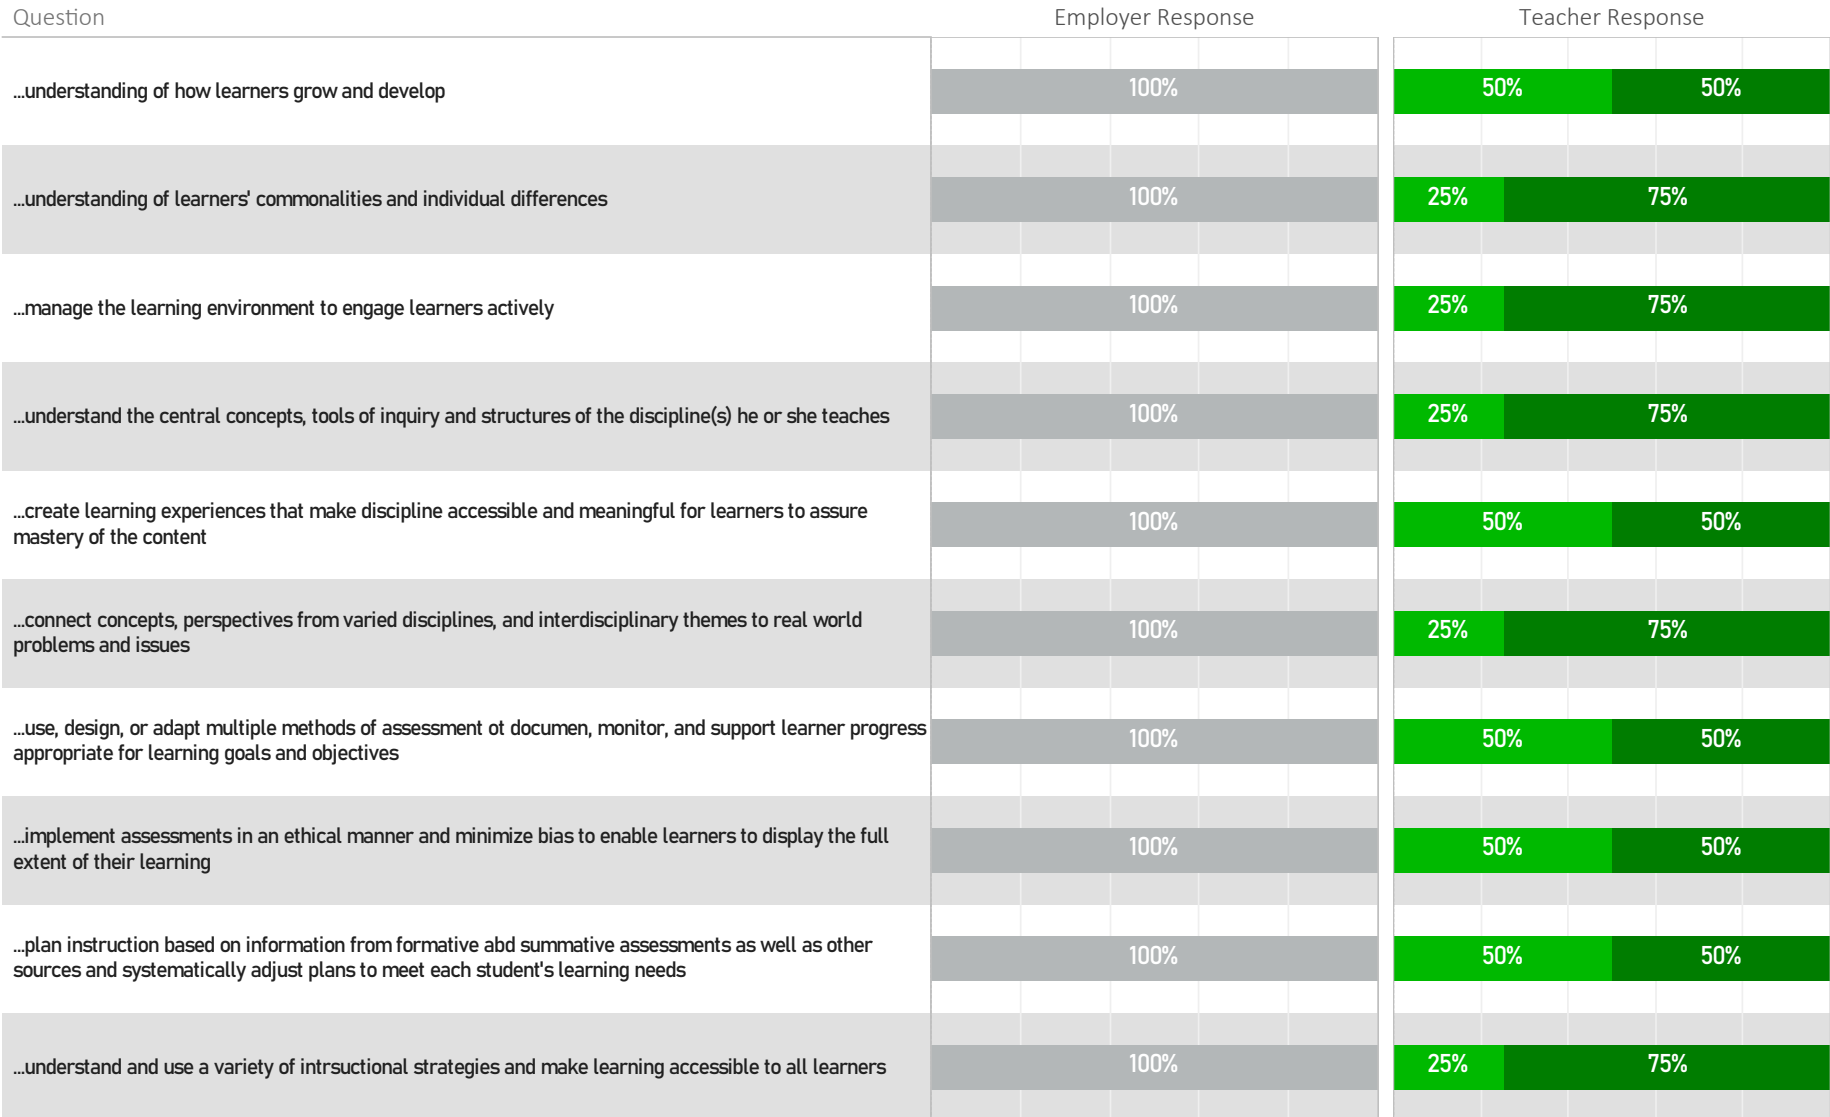 Question Employer Response Teacher Response
...understanding of how learners grow and develop 100% 50% 50%
...understanding of learners' commonalities and individual differences 100% 25% 75%
...manage the learning environment to engage learners actively 100% 25% 75%
...understand the central concepts, tools of inquiry and structures of the discipline(s) he or she teaches 100% 25% 75%
...create learning experiences that make discipline accessible and meaningful for learners to assure
mastery of the content
100% 50% 50%
...connect concepts, perspectives from varied disciplines, and interdisciplinary themes to real world
problems and issues
100% 25% 75%
...use, design, or adapt multiple methods of assessment ot documen, monitor, and support learner progress
appropriate for learning goals and objectives
100% 50% 50%
...implement assessments in an ethical manner and minimize bias to enable learners to display the full
extent of their learning
100% 50% 50%
...plan instruction based on information from formative abd summative assessments as well as other
sources and systematically adjust plans to meet each student's learning needs
100% 50% 50%
...understand and use a variety of intrsuctional strategies and make learning accessible to all learners 100% 25% 75%